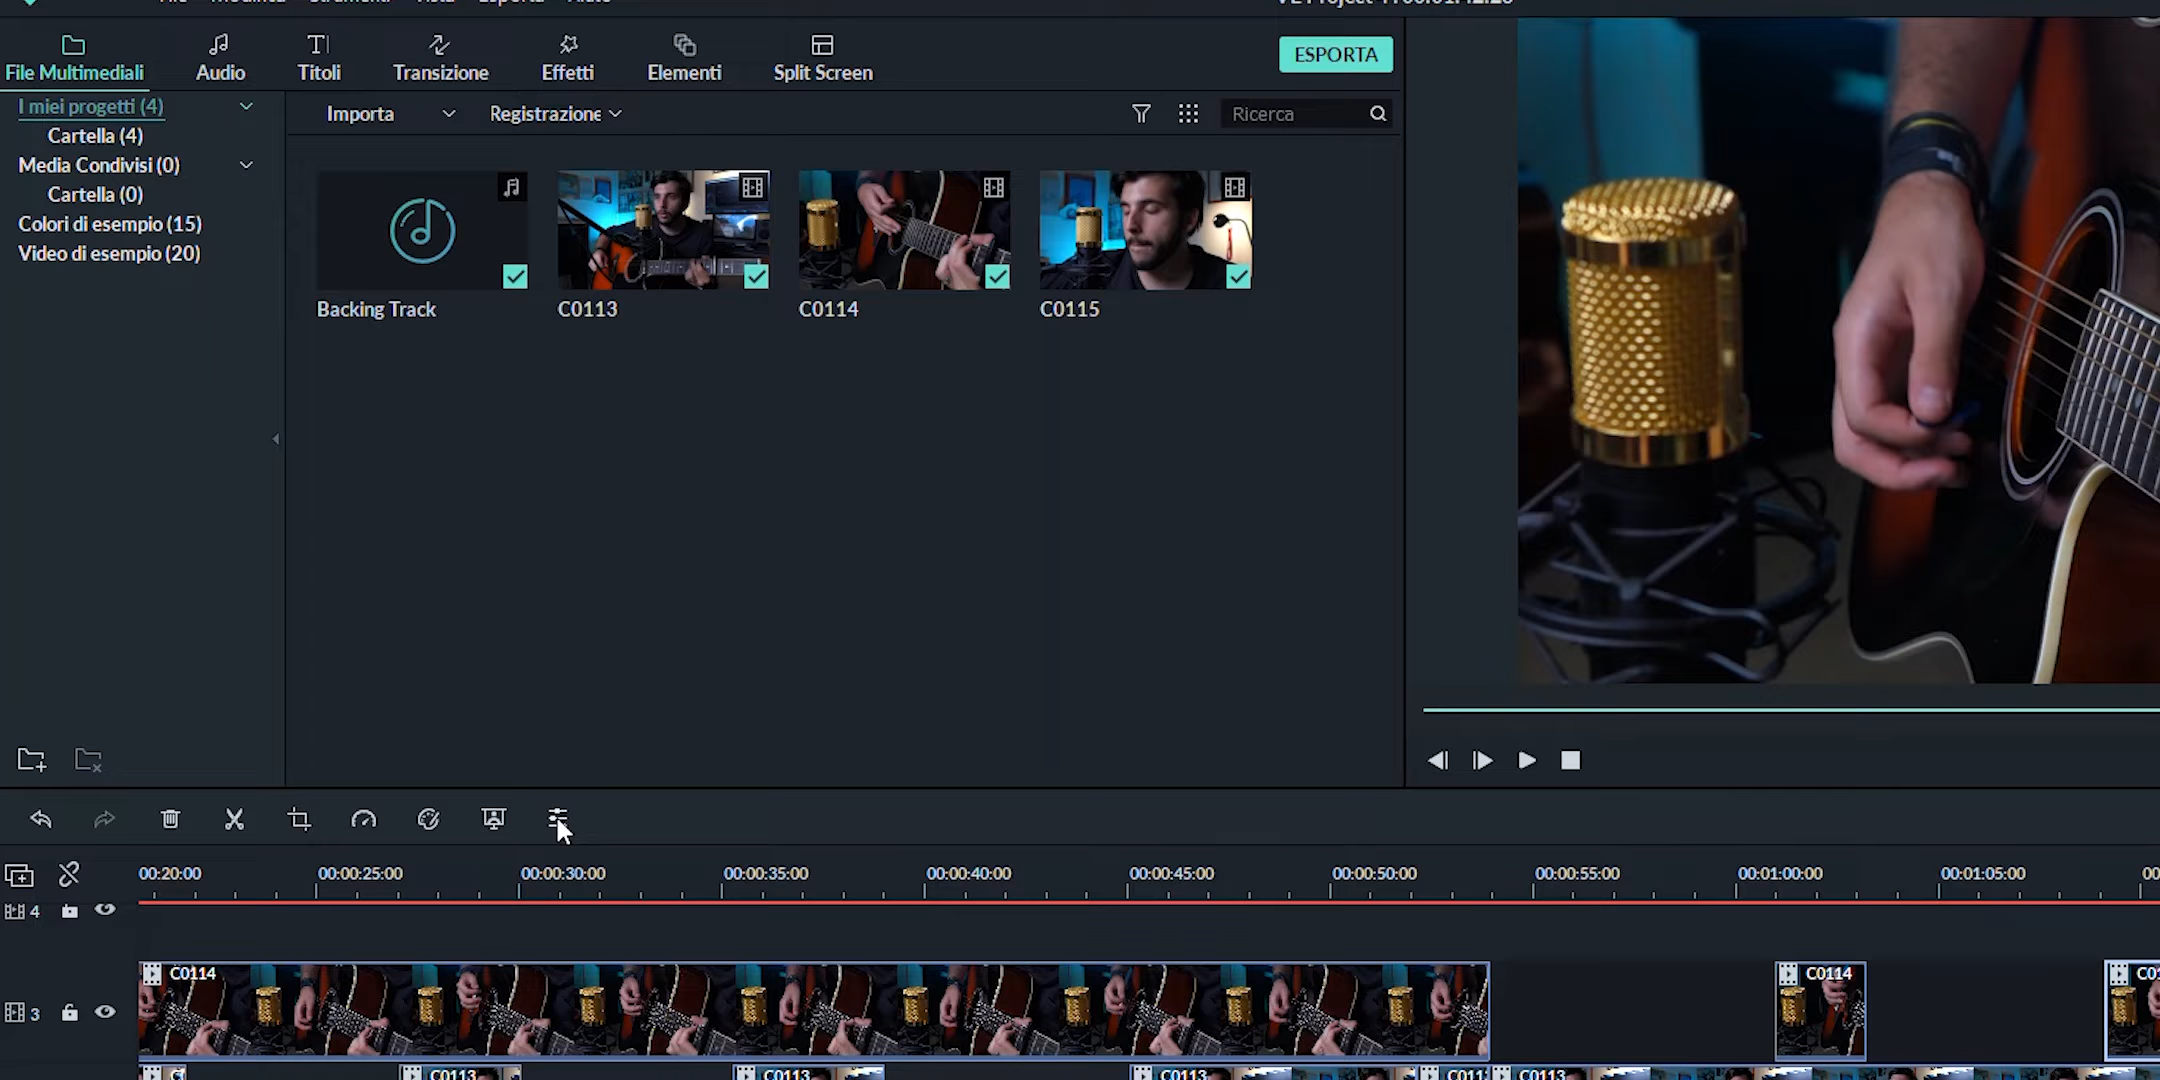 File Multimediali
Audio
Titoli
Transizione
Effetti
Elementi
Split Screen
ESPORTA
I miei progetti (4)
Cartella (4)
Media Condivisi (0)
Cartella (0)
Colori di esempio (15)
Video di esempio (20)
Importa
Registrazione
Ricerca
Backing Track
C0113
C0114
C0115
00:20:00
00:00:25:00
00:00:30:00
00:00:35:00
00:00:40:00
00:00:45:00
00:00:50:00
00:00:55:00
00:01:00:00
00:01:05:00
00
4
C0114
C0114
3
C0113
C0113
C0113
C0113